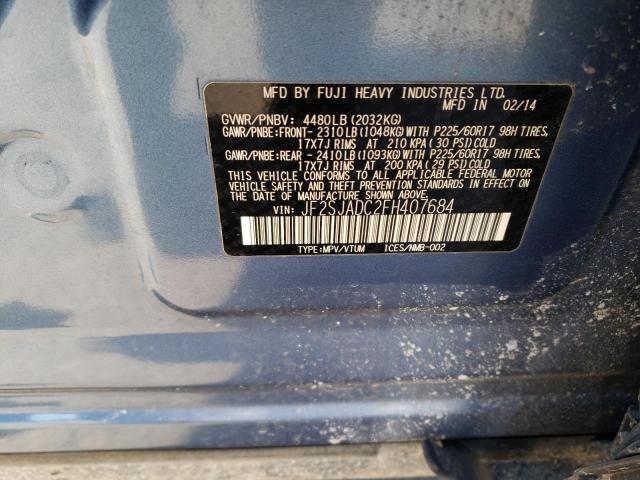 MFD BY FUJI HEAVY INDUSTRIES LTD.
MFD IN 02/14
GVWR/PNBV: 4480LB (2032KG)
GAWR/PNBE:FRONT- 2310LB (1048KG) WITH P225/60R17 98H TIRES,
17X7J RIMS AT 210 KPA ( 30 PSI) COLD
GAWR/PNBE:REAR - 2410LB (1093KG) WITH P225/60R17 98H TIRES,
17X7J RIMS AT 200 KPA ( 29 PSI) COLD
THIS VEHICLE CONFORMS TO ALL APPLICABLE FEDERAL MOTOR
VEHICLE SAFETY AND THEFT PREVENTION STANDARDS IN EFFECT
ON THE DATE OF MANUFACTURE SHOWN ABOVE.
VIN: JF2SJADC2FH407684
TYPE:MPV/VTUM ICES/NMB-002